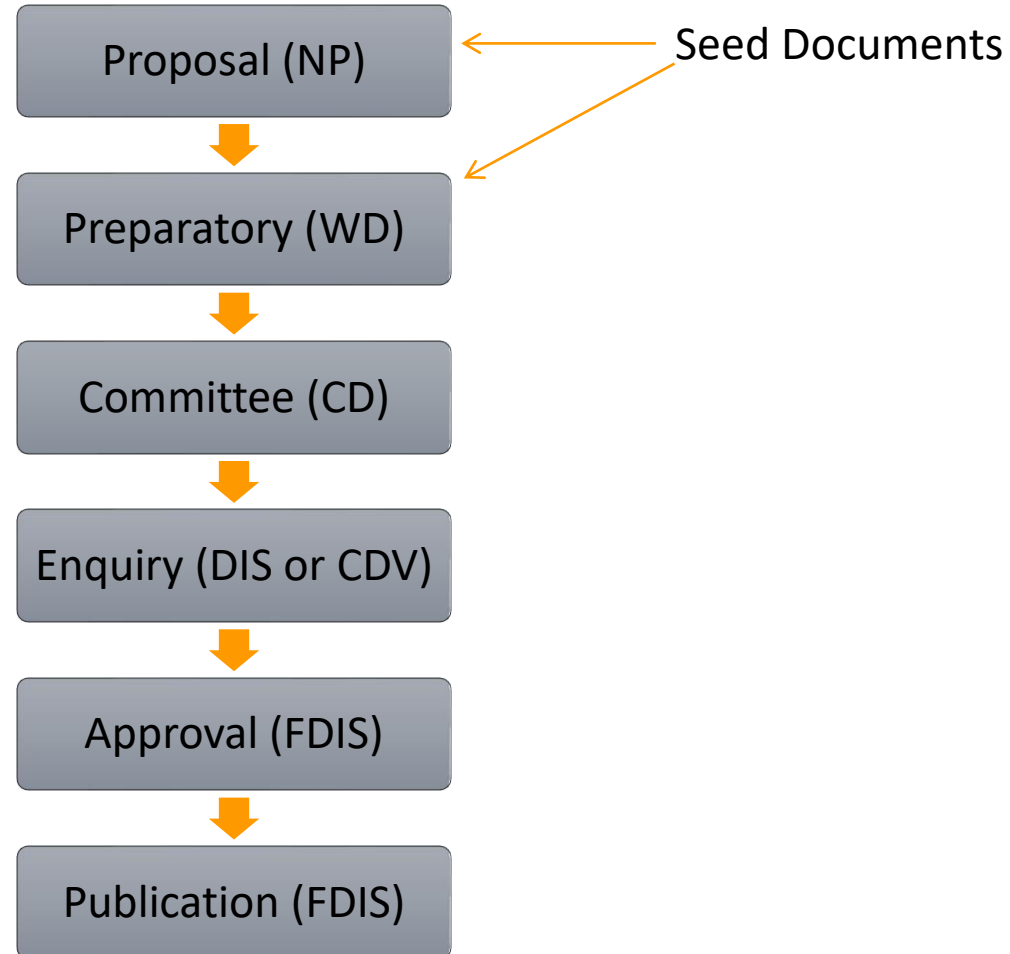 Proposal (NP)
Seed Documents
Preparatory (WD)
Committee (CD)
Enquiry (DIS or CDV)
Approval (FDIS)
Publication (FDIS)